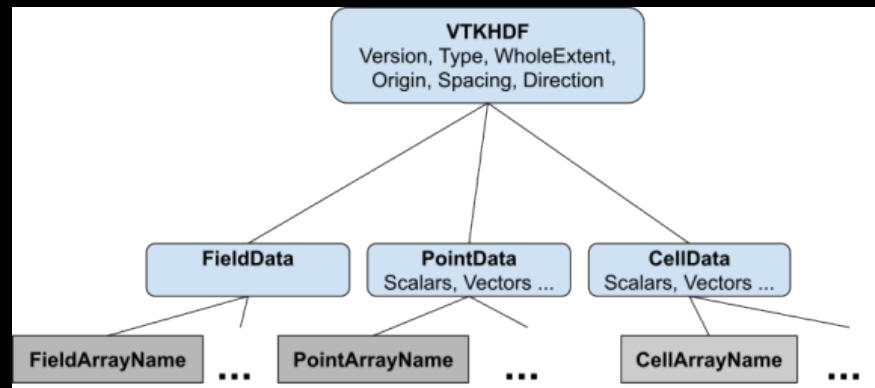 VTKHDF
Version, Type, WholeExtent,
Origin, Spacing, Direction
FieldData
PointData
Scalars, Vectors ...
CellData
Scalars, Vectors ...
FieldArrayName
...
PointArrayName
...
CellArrayName
...